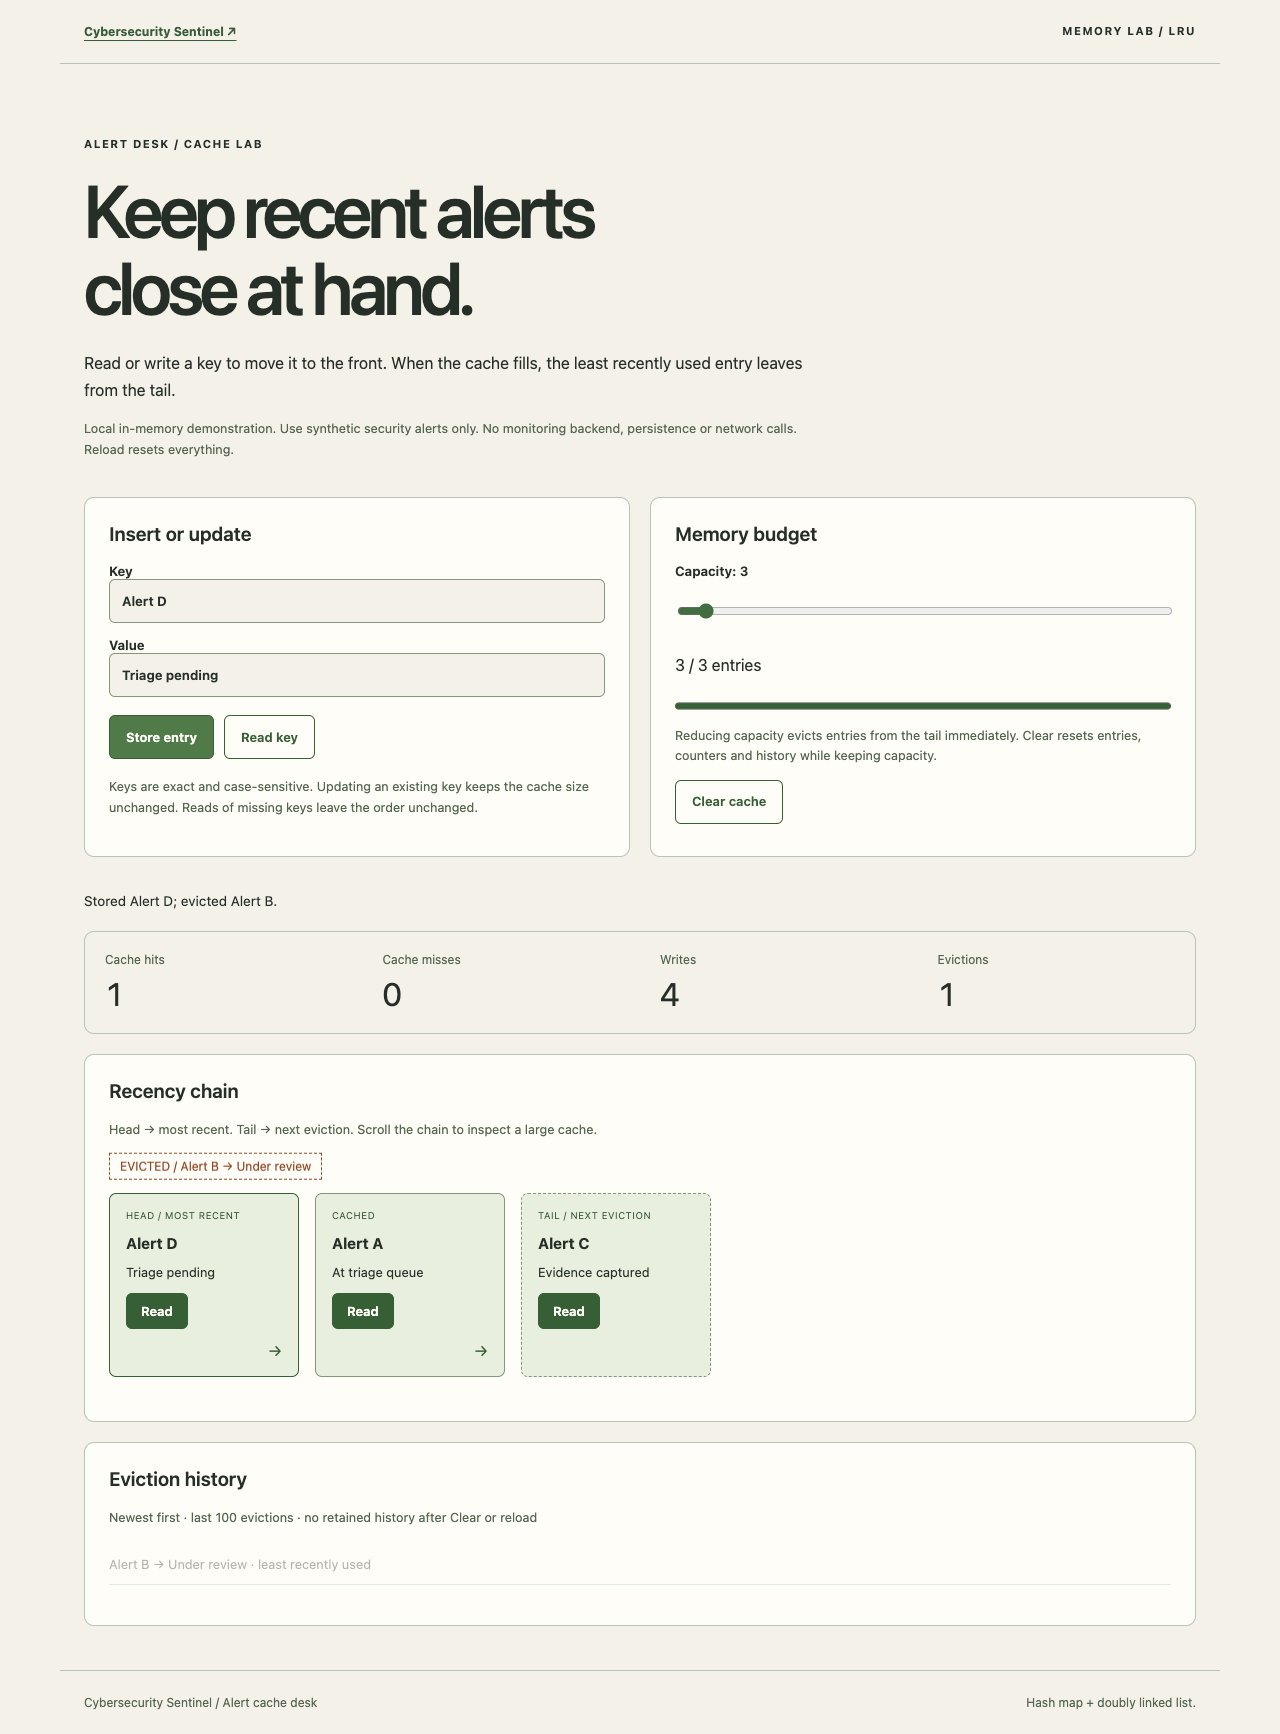 Cybersecurity Sentinel ↗
MEMORY LAB / LRU
ALERT DESK / CACHE LAB
Keep recent alerts
close at hand.
Read or write a key to move it to the front. When the cache fills, the least recently used entry leaves
from the tail.
Local in-memory demonstration. Use synthetic security alerts only. No monitoring backend, persistence or network calls.
Reload resets everything.
Insert or update
Key
Alert D
Value
Triage pending
Store entry
Read key
Keys are exact and case-sensitive. Updating an existing key keeps the cache size
unchanged. Reads of missing keys leave the order unchanged.
Memory budget
Capacity: 3
3 / 3 entries
Reducing capacity evicts entries from the tail immediately. Clear resets entries,
counters and history while keeping capacity.
Clear cache
Stored Alert D; evicted Alert B.
Cache hits
1
Cache misses
0
Writes
4
Evictions
1
Recency chain
Head → most recent. Tail → next eviction. Scroll the chain to inspect a large cache.
EVICTED / Alert B → Under review
HEAD / MOST RECENT
Alert D
Triage pending
Read
→
CACHED
Alert A
At triage queue
Read
→
TAIL / NEXT EVICTION
Alert C
Evidence captured
Read
Eviction history
Newest first · last 100 evictions · no retained history after Clear or reload
Alert B → Under review · least recently used
Cybersecurity Sentinel / Alert cache desk
Hash map + doubly linked list.